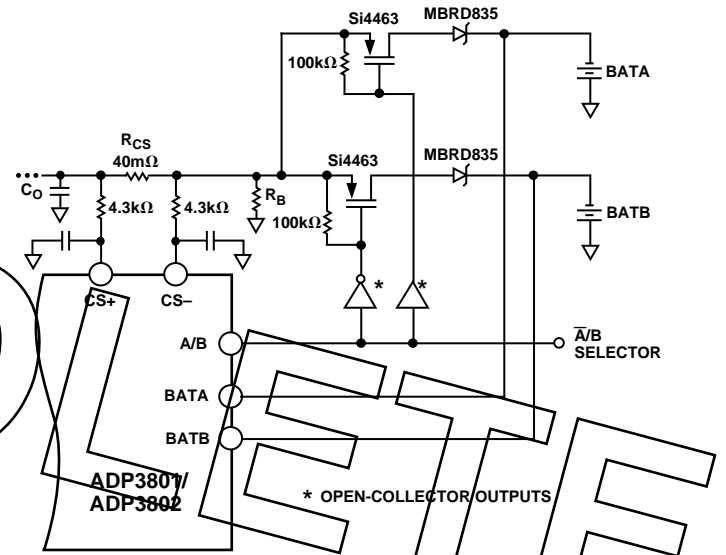 Si4463
MBRD835
100kΩ
BATA
RCS
40mΩ
Si4463
MBRD835
CO
4.3kΩ
4.3kΩ
RB
100kΩ
BATB
*
*
CS+
CS–
A/B
A̅/B
SELECTOR
BATA
BATB
ADP3801/
ADP3802
* OPEN-COLLECTOR OUTPUTS